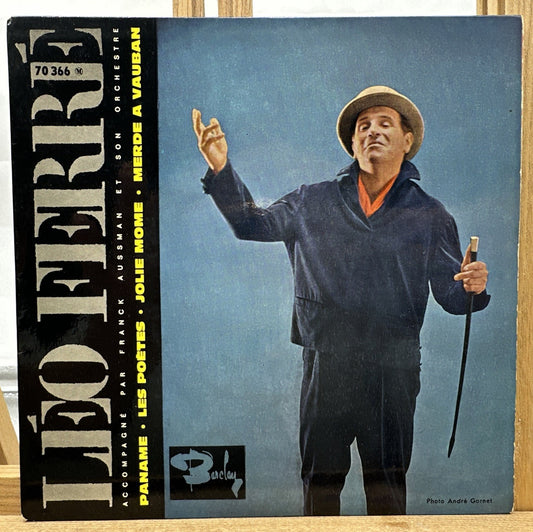 LÉO FERRÉ
70 366 M
ACCOMPAGNÉ PAR FRANCK AUSSMAN ET SON ORCHESTRE
PANAME • LES POÈTES • JOLIE MOME • MERDE A VAUBAN
Barclay
Photo André Gornet